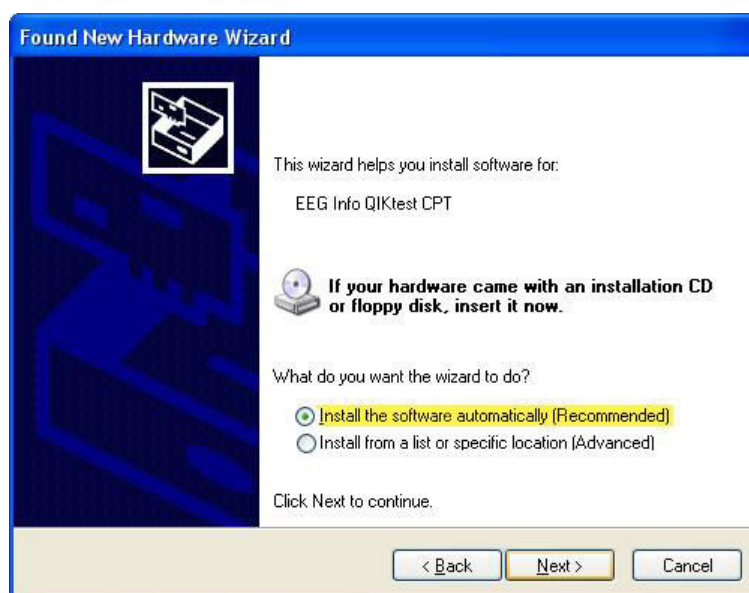 Found New Hardware Wizard
This wizard helps you install software for:
EEG Info QIKtest CPT
If your hardware came with an installation CD
or floppy disk, insert it now.
What do you want the wizard to do?
Install the software automatically (Recommended)
Install from a list or specific location (Advanced)
Click Next to continue.
< Back
Next >
Cancel